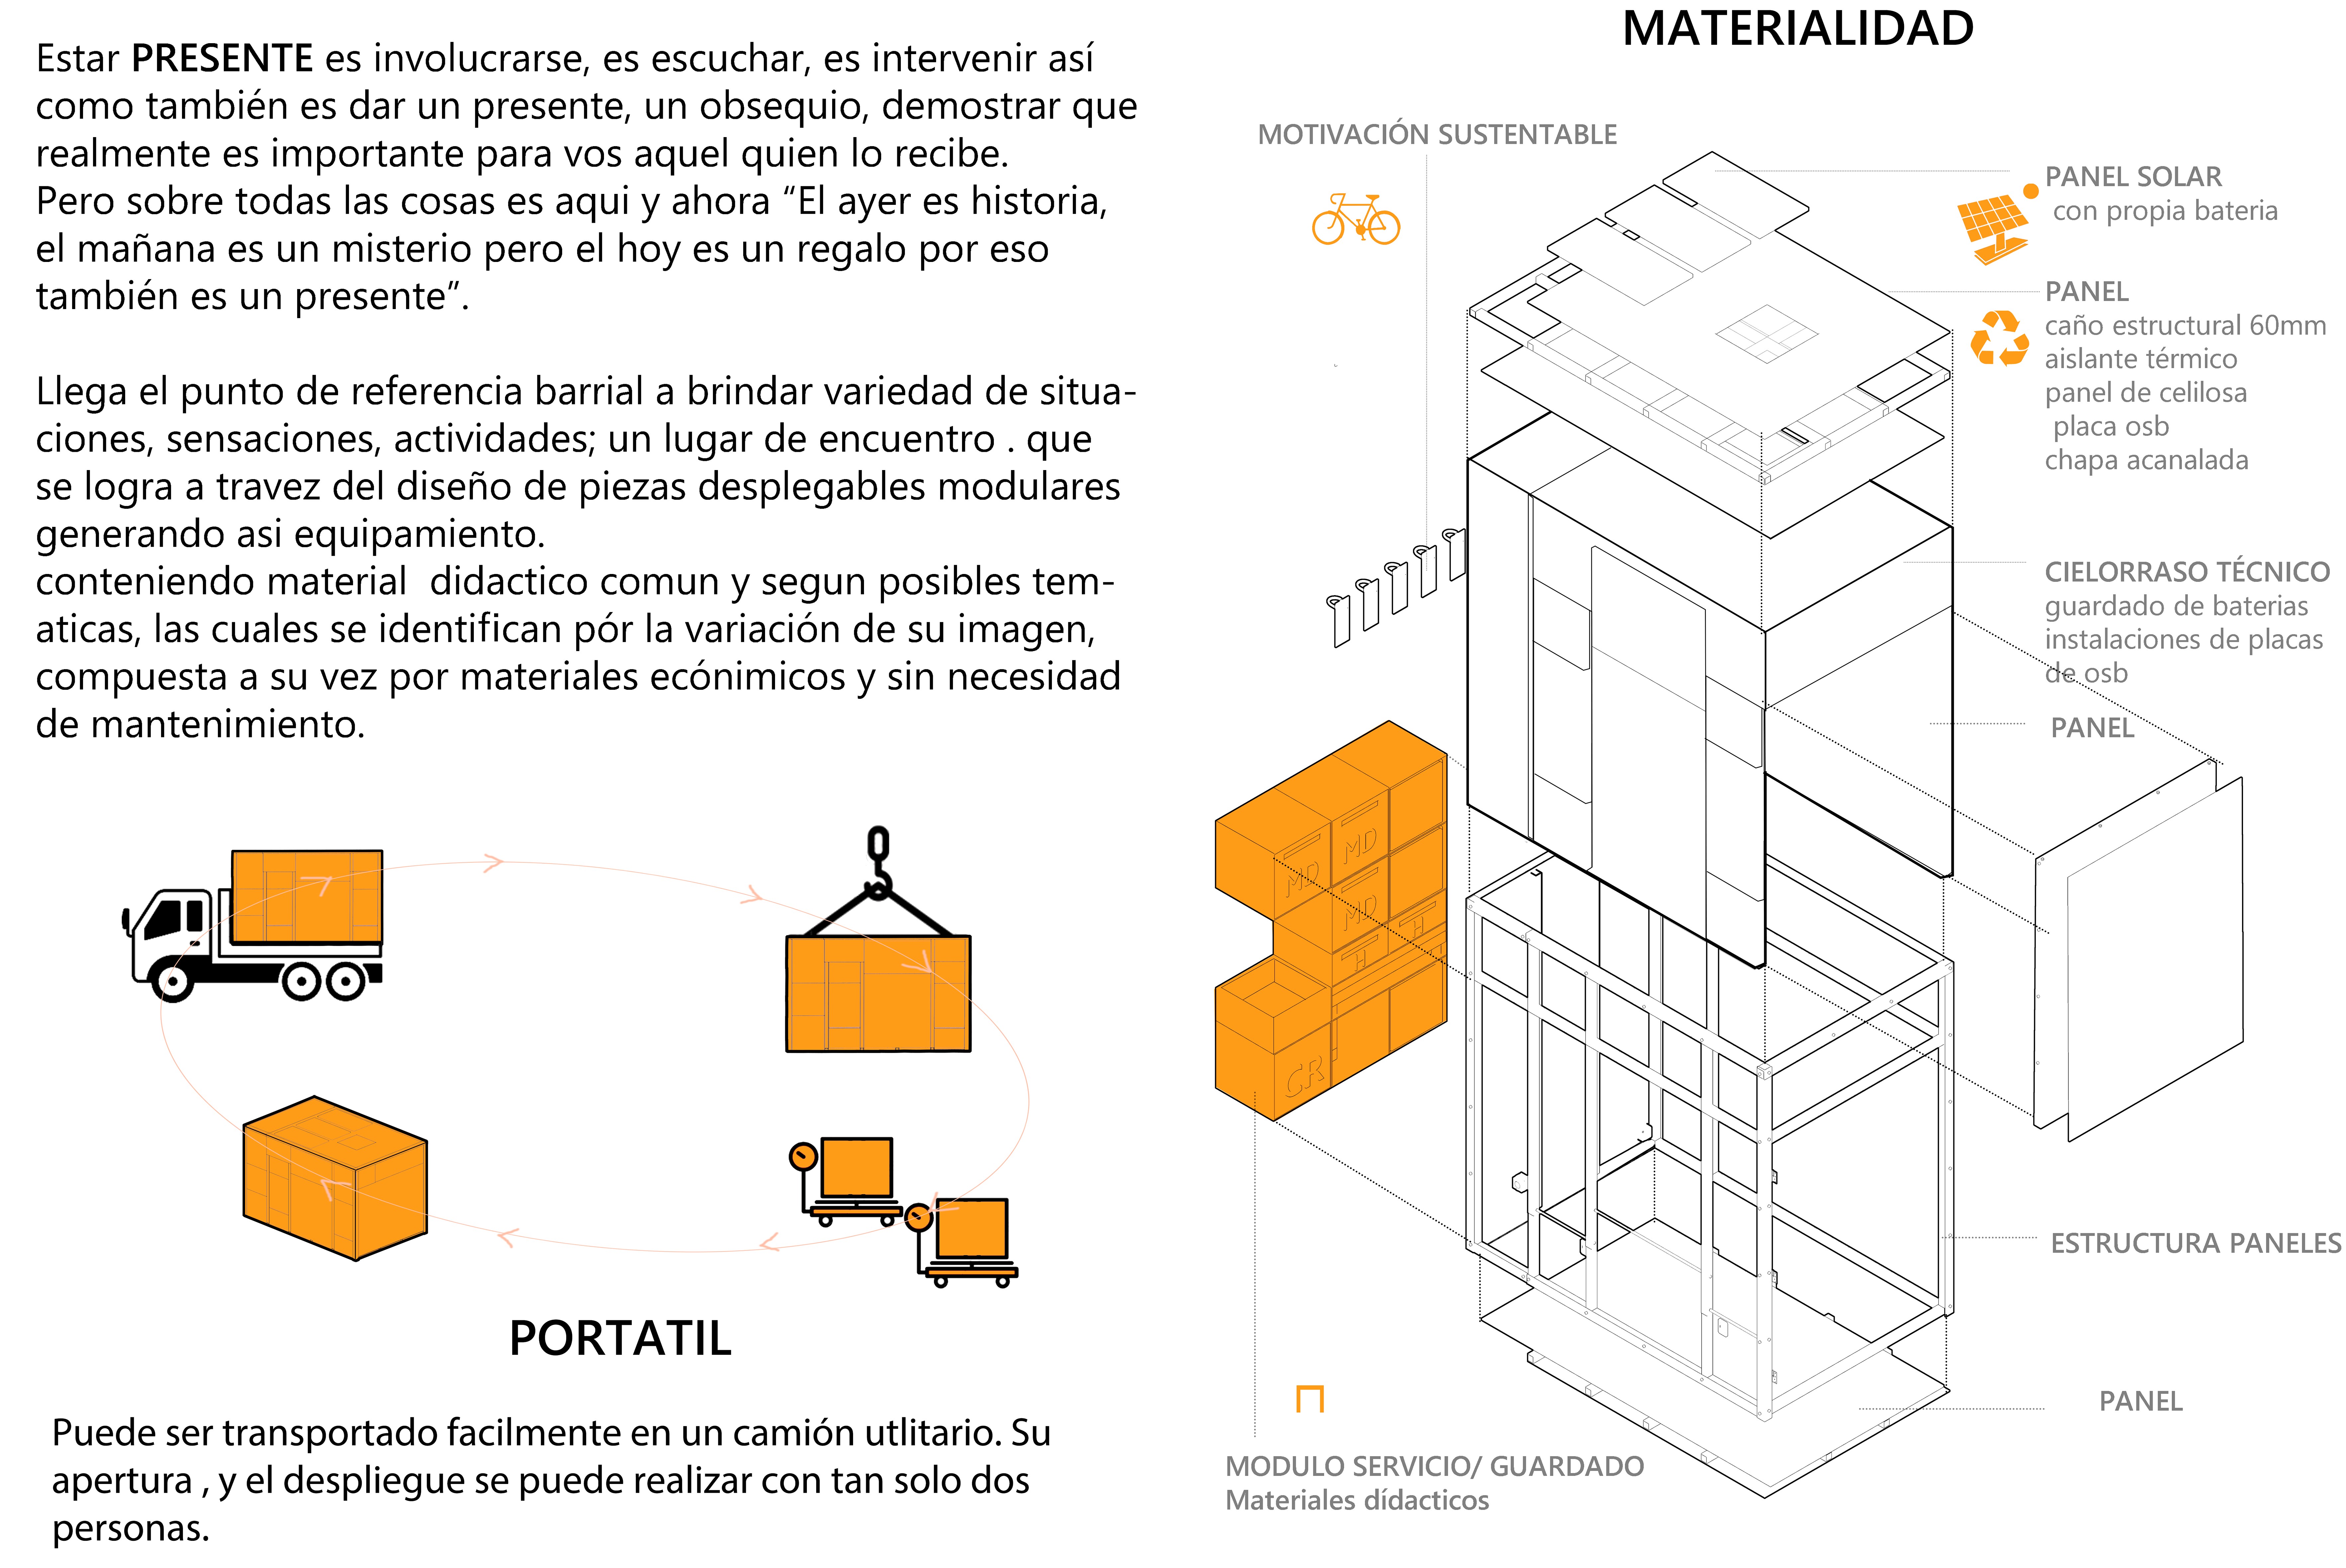 Estar PRESENTE es involucrarse, es escuchar, es intervenir así
como también es dar un presente, un obsequio, demostrar que
realmente es importante para vos aquel quien lo recibe.
Pero sobre todas las cosas es aqui y ahora “El ayer es historia,
el mañana es un misterio pero el hoy es un regalo por eso
también es un presente”.
Llega el punto de referencia barrial a brindar variedad de situa-
ciones, sensaciones, actividades; un lugar de encuentro . que
se logra a travez del diseño de piezas desplegables modulares
generando asi equipamiento.
conteniendo material  didactico comun y segun posibles tem-
aticas, las cuales se identifican pór la variación de su imagen,
compuesta a su vez por materiales ecónimicos y sin necesidad
de mantenimiento.
PORTATIL
Puede ser transportado facilmente en un camión utlitario. Su
apertura , y el despliegue se puede realizar con tan solo dos
personas.
MATERIALIDAD
MOTIVACIÓN SUSTENTABLE
PANEL SOLAR
con propia bateria
PANEL
caño estructural 60mm
aislante térmico
panel de celilosa
placa osb
chapa acanalada
CIELORRASO TÉCNICO
guardado de baterias
instalaciones de placas
de osb
PANEL
MD
MD
MD
H
H
CR
ESTRUCTURA PANELES
PANEL
MODULO SERVICIO/ GUARDADO
Materiales dídacticos